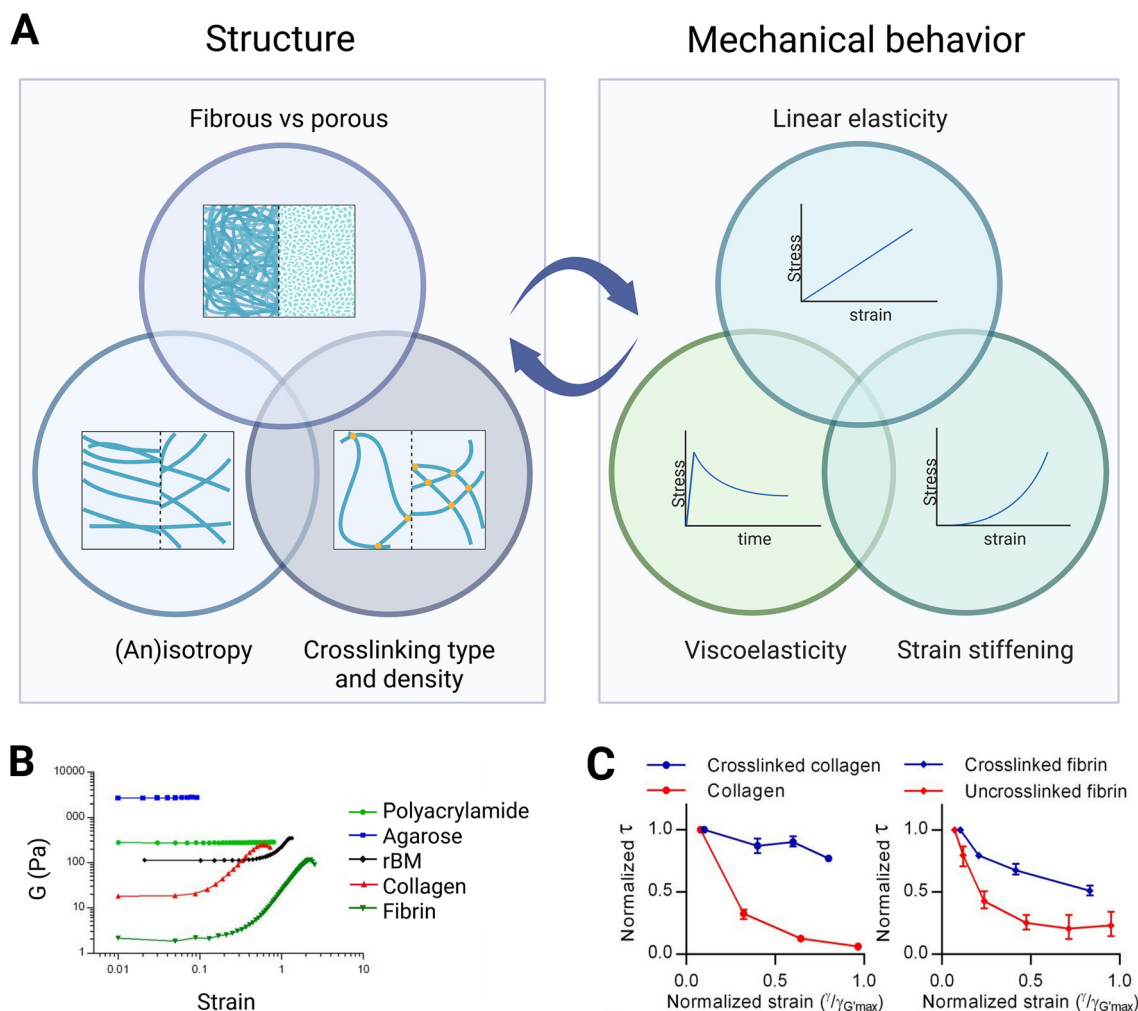 A
Structure
Mechanical behavior
Fibrous vs porous
(An)isotropy
Crosslinking type
and density
Linear elasticity
Stress
strain
Stress
time
Stress
strain
Viscoelasticity
Strain stiffening
B
G (Pa)
10000
000
100
10
1
0.01
0.1
1
10
Strain
Polyacrylamide
Agarose
rBM
Collagen
Fibrin
C
Crosslinked collagen
Collagen
Normalized τ
1.0
0.5
0.0
0.0
0.5
1.0
Normalized strain (γ/γG'max)
Crosslinked fibrin
Uncrosslinked fibrin
Normalized τ
1.0
0.5
0.0
0.0
0.5
1.0
Normalized strain (γ/γG'max)